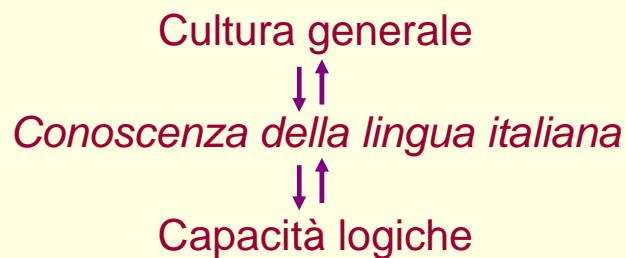 Cultura generale
Conoscenza della lingua italiana
Capacità logiche